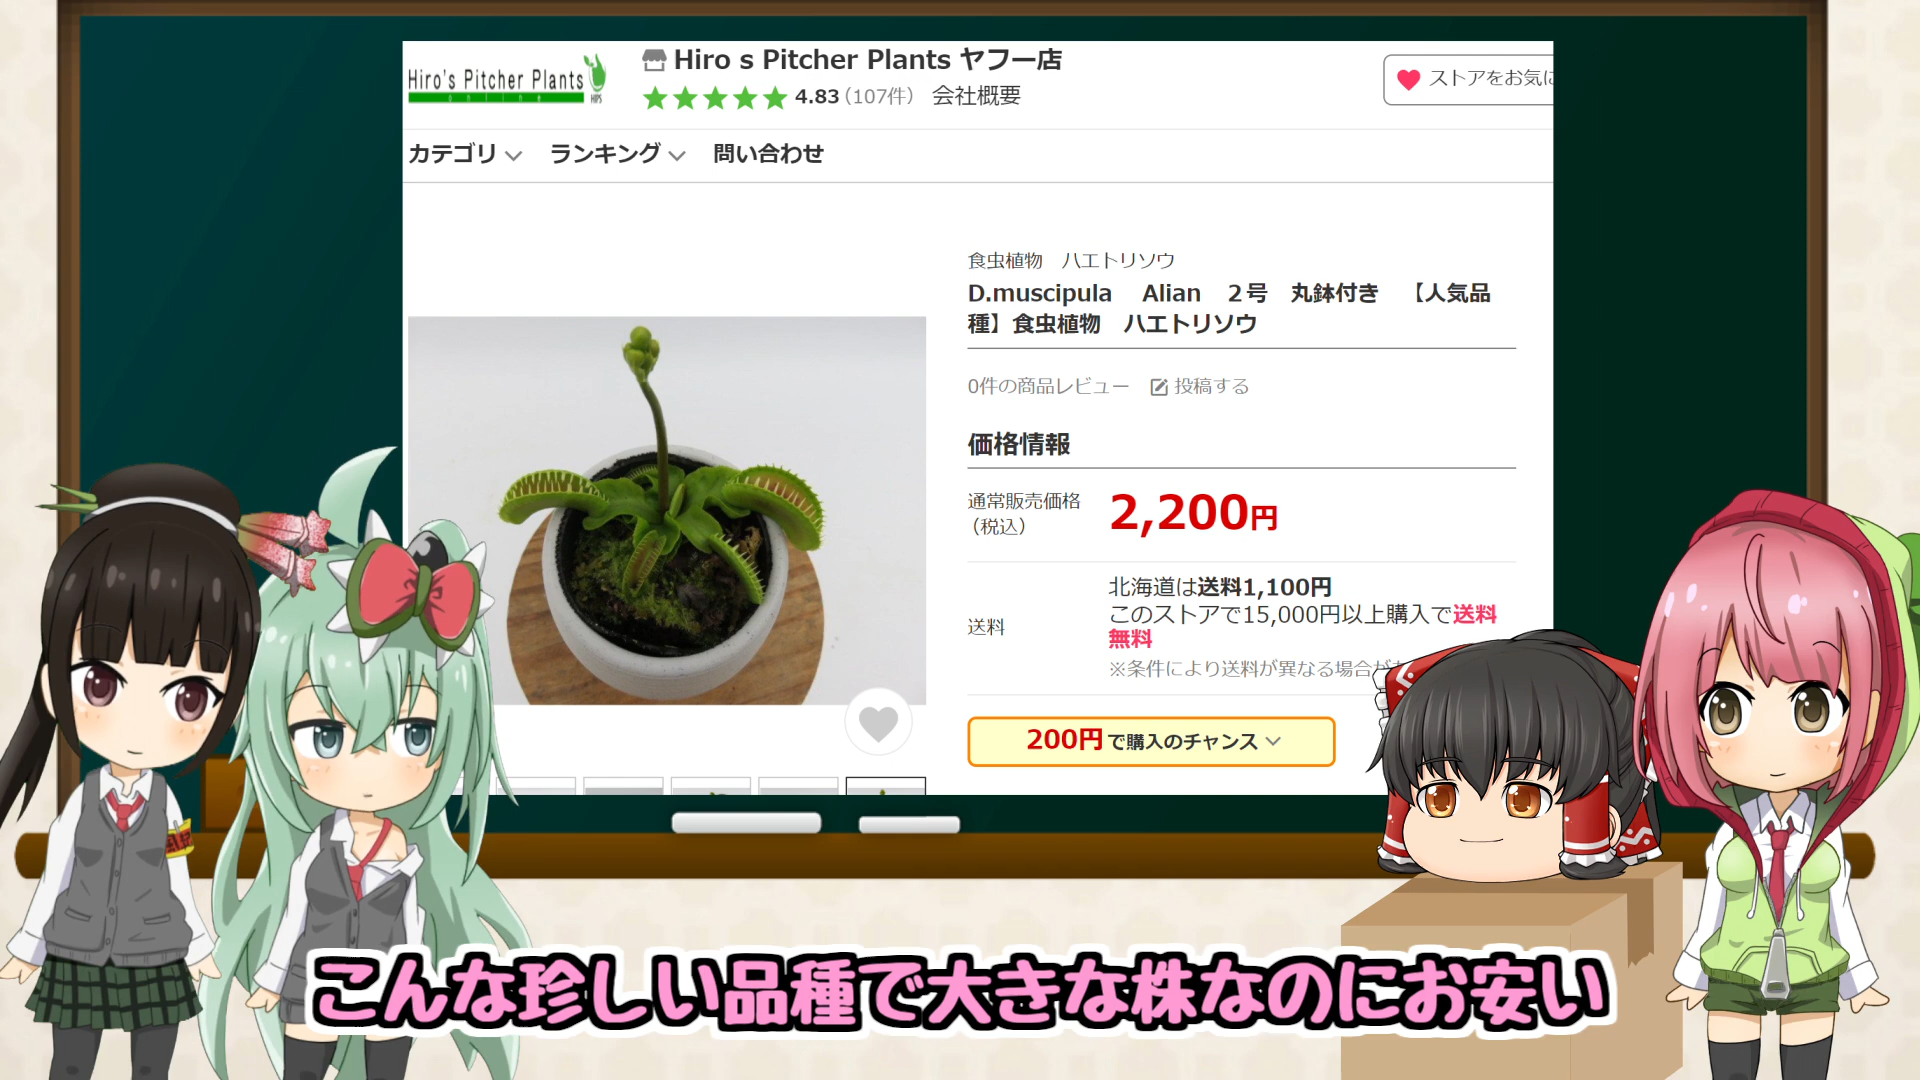 Hiro's Pitcher Plants
online
Hiro s Pitcher Plants ヤフー店
4.83(107件) 会社概要
ストアをお気に
カテゴリ ランキング 問い合わせ
食虫植物 ハエトリソウ
D.muscipula Alian 2号 丸鉢付き 【人気品
種】食虫植物 ハエトリソウ
0件の商品レビュー 投稿する
価格情報
通常販売価格
(税込)
2,200円
送料
北海道は送料1,100円
このストアで15,000円以上購入で送料
無料
※条件により送料が異なる場合が
200円で購入のチャンス
こんな珍しい品種で大きな株なのにお安い